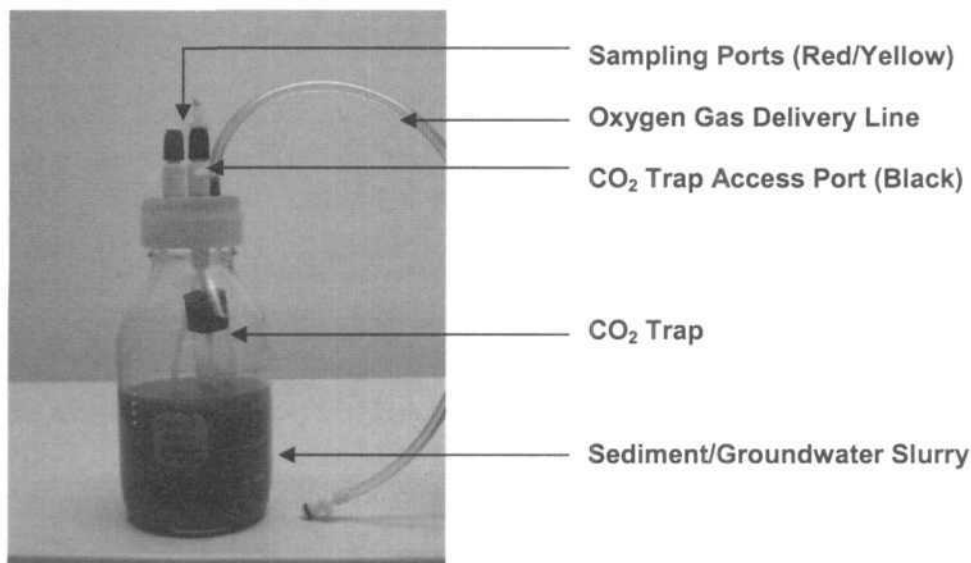 Sampling Ports (Red/Yellow)
Oxygen Gas Delivery Line
CO₂ Trap Access Port (Black)
CO₂ Trap
Sediment/Groundwater Slurry